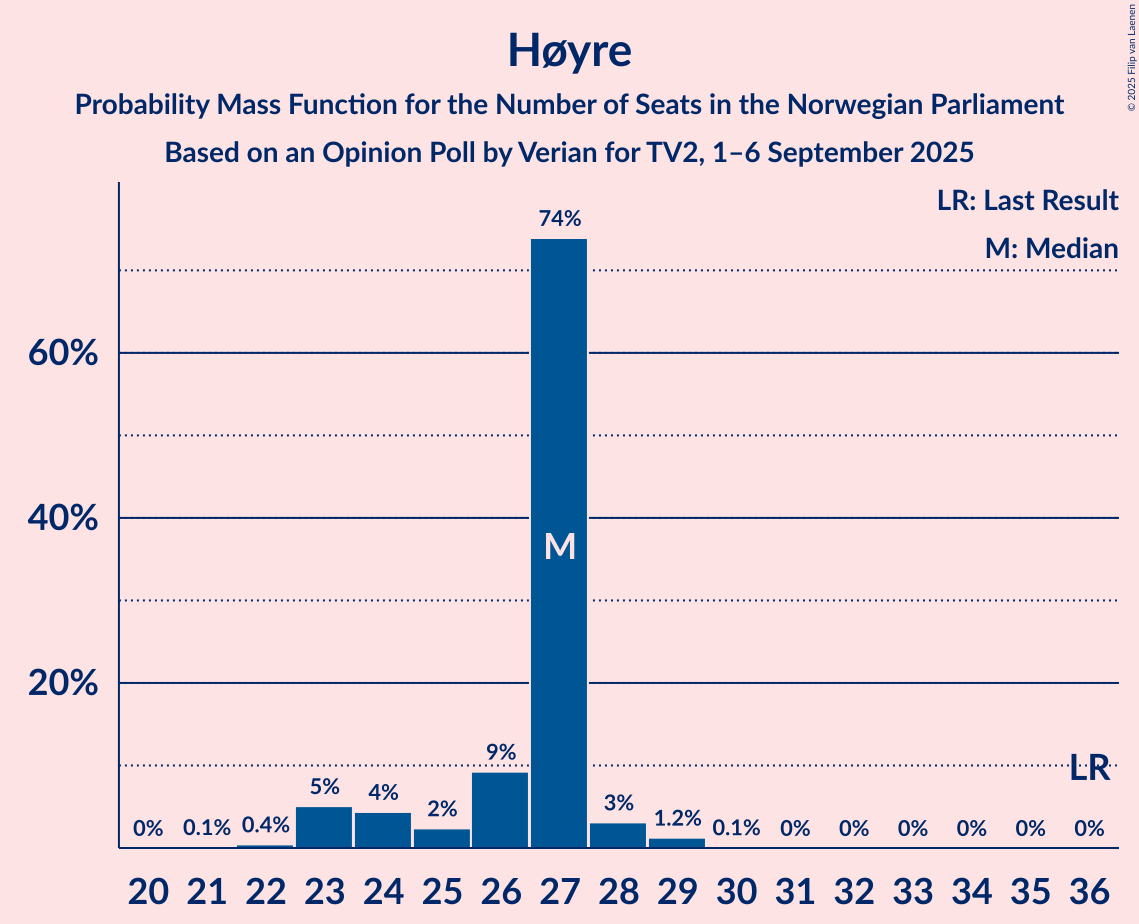 Høyre
Probability Mass Function for the Number of Seats in the Norwegian Parliament
Based on an Opinion Poll by Verian for TV2, 1–6 September 2025
© 2025 Filip van Laenen
LR: Last Result
M: Median
60%
40%
20%
0%
0.1%
0.4%
5%
4%
2%
9%
74%
3%
1.2%
0.1%
0%
0%
0%
0%
0%
0%
M
LR
20 21 22 23 24 25 26 27 28 29 30 31 32 33 34 35 36